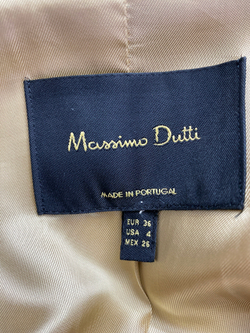 Massimo Dutti
MADE IN PORTUGAL
EUR 36
USA 4
MEX 26